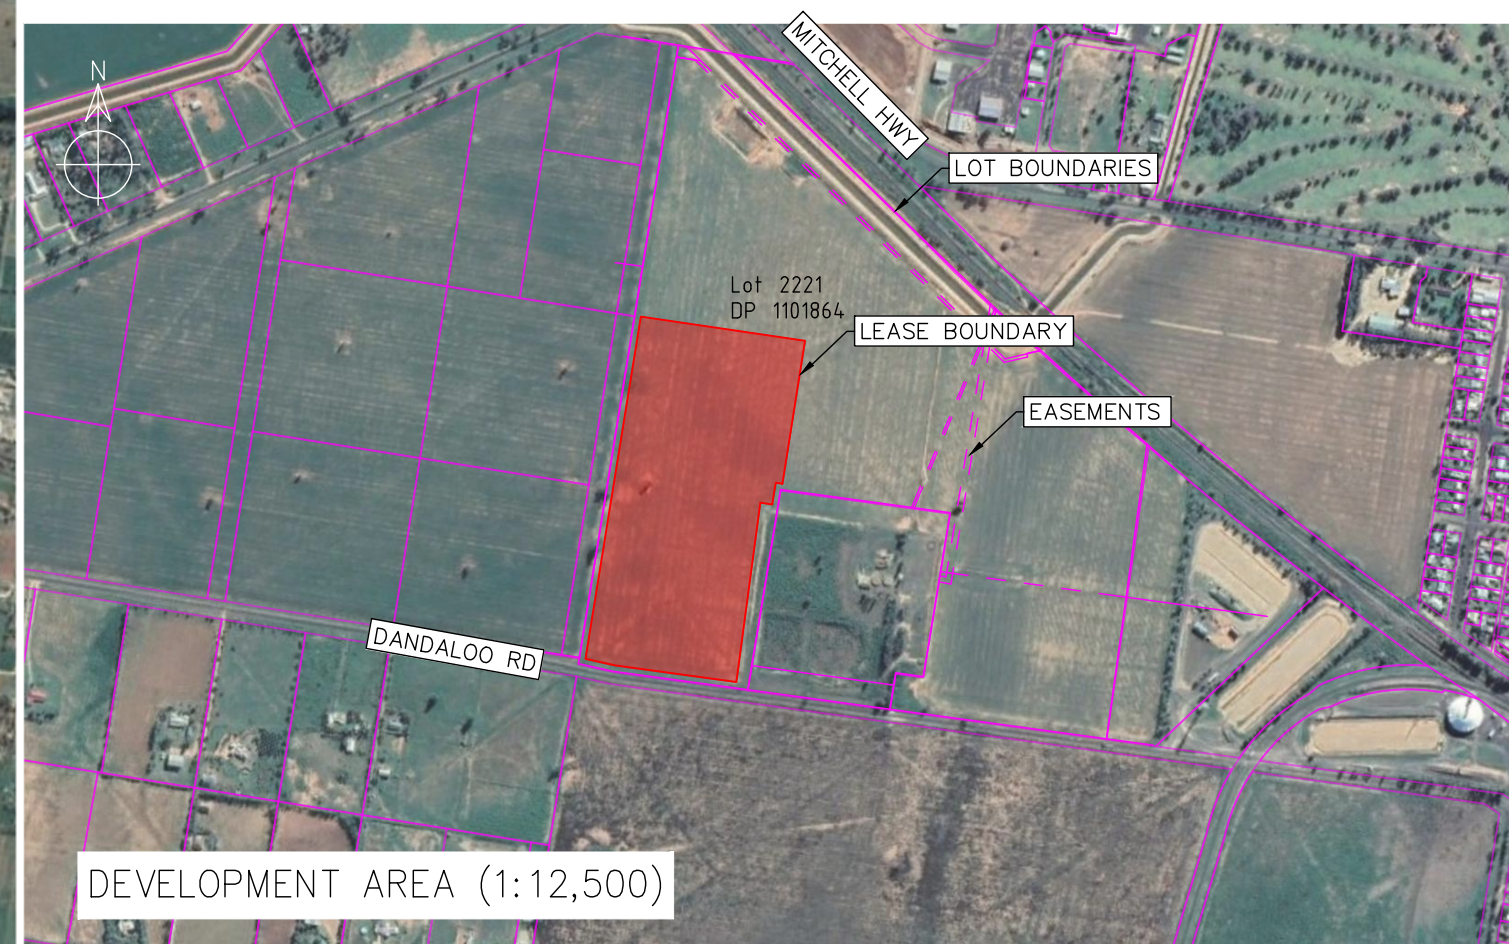 N
MITCHELL HWY
LOT BOUNDARIES
Lot 2221
DP 1101864
LEASE BOUNDARY
EASEMENTS
DANDALOO RD
DEVELOPMENT AREA (1:12,500)